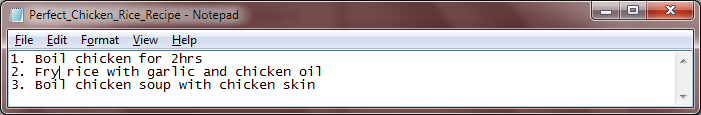 Perfect_Chicken_Rice_Recipe - Notepad
File Edit Format View Help
1. Boil chicken for 2hrs
2. Fry rice with garlic and chicken oil
3. Boil chicken soup with chicken skin